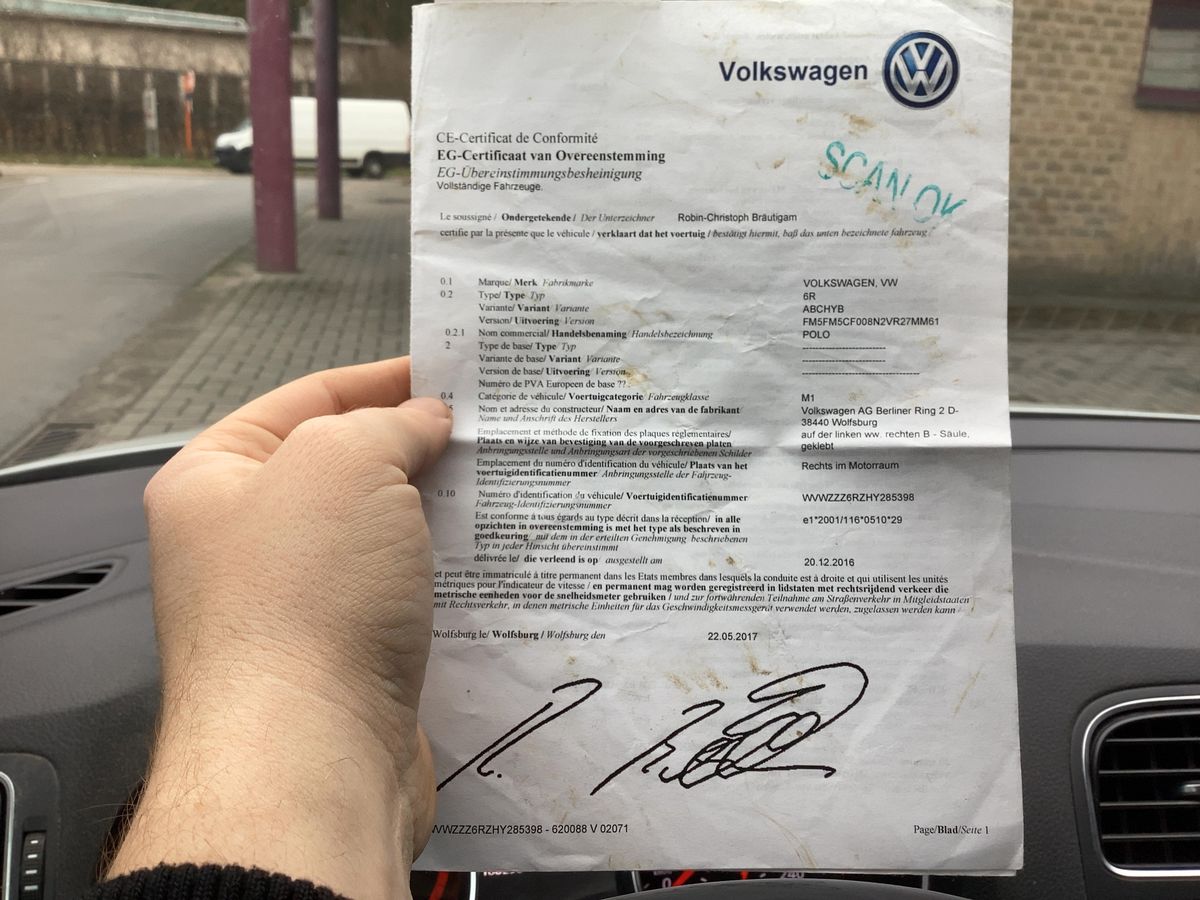 Volkswagen
CE-Certificat de Conformité
EG-Certificaat van Overeenstemming
EG-Übereinstimmungsbesheinigung
Vollständige Fahrzeuge.
SCAN OK
Le soussigné / Ondergetekende / Der Unterzeichner Robin-Christoph Bräutigam
certifie par la présente que le véhicule / verklaart dat het voertuig / bestätigt hiermit, baß das unten bezeichnete fahrzeug /
0.1 Marque/ Merk Fabrikmarke VOLKSWAGEN, VW
0.2 Type/ Type Typ 6R
Variante/ Variant Variante ABCHYB
Version/ Uitvoering Version FM5FM5CF008N2VR27MM61
0.2.1 Nom commercial/ Handelsbenaming / Handelsbezeichnung POLO
2 Type de base/ Type Typ --------------------
Variante de base/ Variant Variante --------------------
Version de base/ Uitvoering Version- ----------------------------
Numéro de PVA Europeen de base ?? .
0.4 Catégorie de véhicule/ Voertuigcategorie / Fahrzeugklasse M1
5 Nom et adresse du constructeur/ Naam en adres van de fabrikant/ Volkswagen AG Berliner Ring 2 D-
Name und Anschrift des Herstellers 38440 Wolfsburg
Emplacement et méthode de fixation des plaques réglementaires/ auf der linken ww. rechten B - Säule,
Plaats en wijze van bevestiging van de voorgeschreven platen geklebt
Anbringungsstelle und Anbringungsart der vorgeschriebenen Schilder
Emplacement du numéro d'identification du véhicule/ Plaats van het Rechts im Motorraum
voertuigidentificatienummer / Anbringungsstelle der Fahrzeug-
Identifizierungsnummer
0.10 Numéro d'identification du véhicule/ Voertuigidentificatienummer WVWZZZ6RZHY285398
Fahrzeug-Identifizierungsnummer
Est conforme à tous égards au type décrit dans la réception/ in alle e1*2001/116*0510*29
opzichten in overeenstemming is met het type als beschreven in
goedkeuring / mit dem in der erteilten Genehmigung beschriebenen
Typ in jeder Hinsicht übereinstimmt
délivrée le/ die verleend is op ausgestellt am 20.12.2016
et peut être immatriculé à titre permanent dans les Etats membres dans lesquels la conduite est à droite et qui utilisent les unités
métriques pour l'indicateur de vitesse / en permanent mag worden geregistreerd in lidstaten met rechtsrijdend verkeer die
metrische eenheden voor de snelheidsmeter gebruiken / und zur fortwährenden Teilnahme am Straßenverkehr in Mitgleidstaaten
mit Rechtsverkehr, in denen metrische Einheiten für das Geschwindigkeitsmessgerät verwendet werden, zugelassen werden kann /
Wolfsburg le/ Wolfsburg / Wolfsburg den 22.05.2017
WVWZZZ6RZHY285398 - 620088 V 02071 Page/Blad/Seite 1
0 240